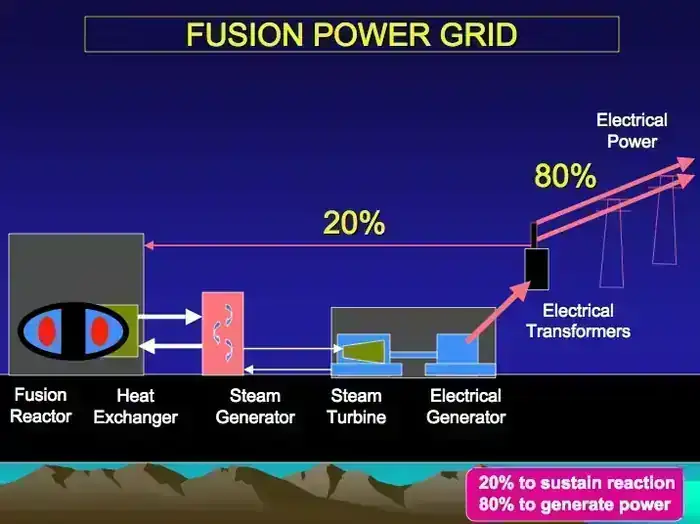 FUSION POWER GRID
Electrical
Power
80%
20%
Electrical
Transformers
Fusion
Reactor
Heat
Exchanger
Steam
Generator
Steam
Turbine
Electrical
Generator
20% to sustain reaction
80% to generate power